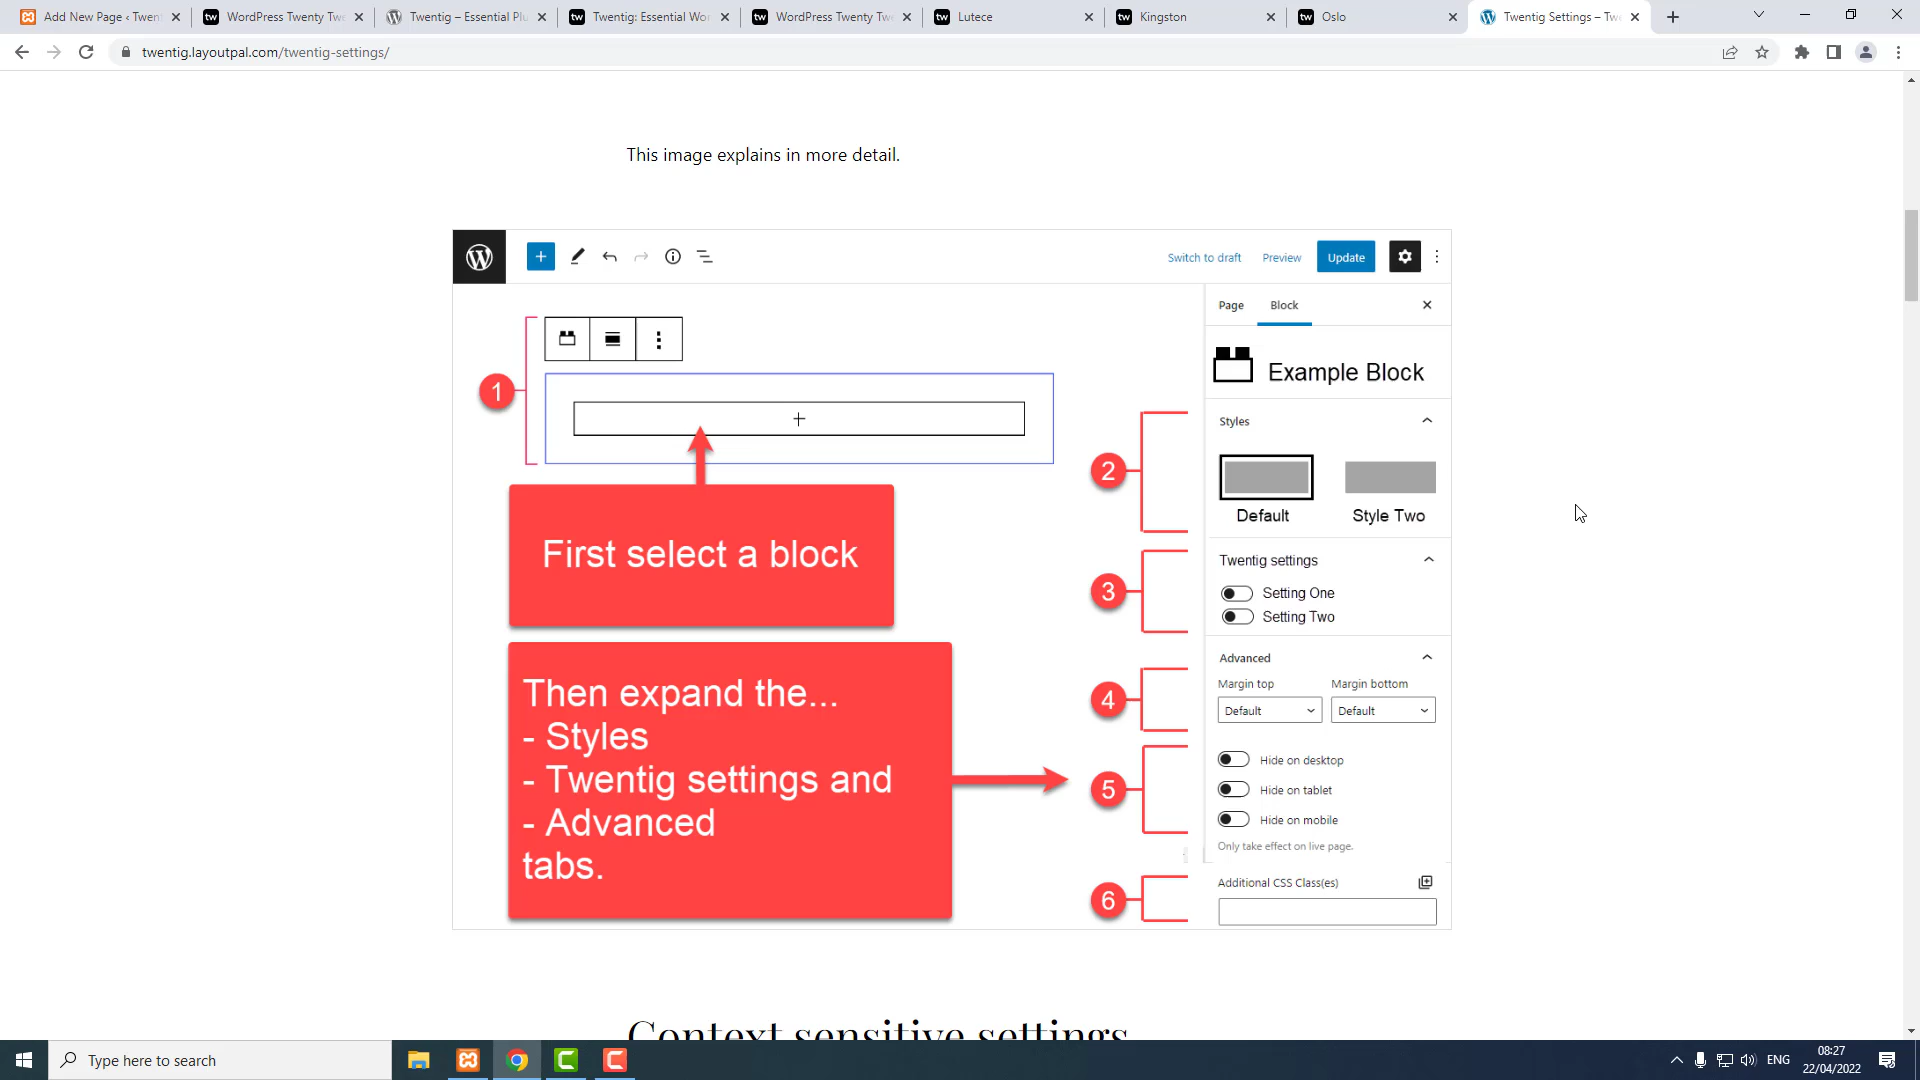 Add New Page ‹ Twen
WordPress Twenty Twe
Twentig – Essential Plu
Twentig: Essential Wo
WordPress Twenty Twe
Lutece
Kingston
Oslo
Twentig Settings – Twe
twentig.layoutpal.com/twentig-settings/
This image explains in more detail.
Switch to draft
Preview
Update
Page
Block
Example Block
1
First select a block
Then expand the...
- Styles
- Twentig settings and
- Advanced
tabs.
2
Styles
Default
Style Two
3
Twentig settings
Setting One
Setting Two
Advanced
4
Margin top
Margin bottom
Default
Default
5
Hide on desktop
Hide on tablet
Hide on mobile
Only take effect on live page.
6
Additional CSS Class(es)
Context sensitive settings
Type here to search
ENG
08:27
22/04/2022